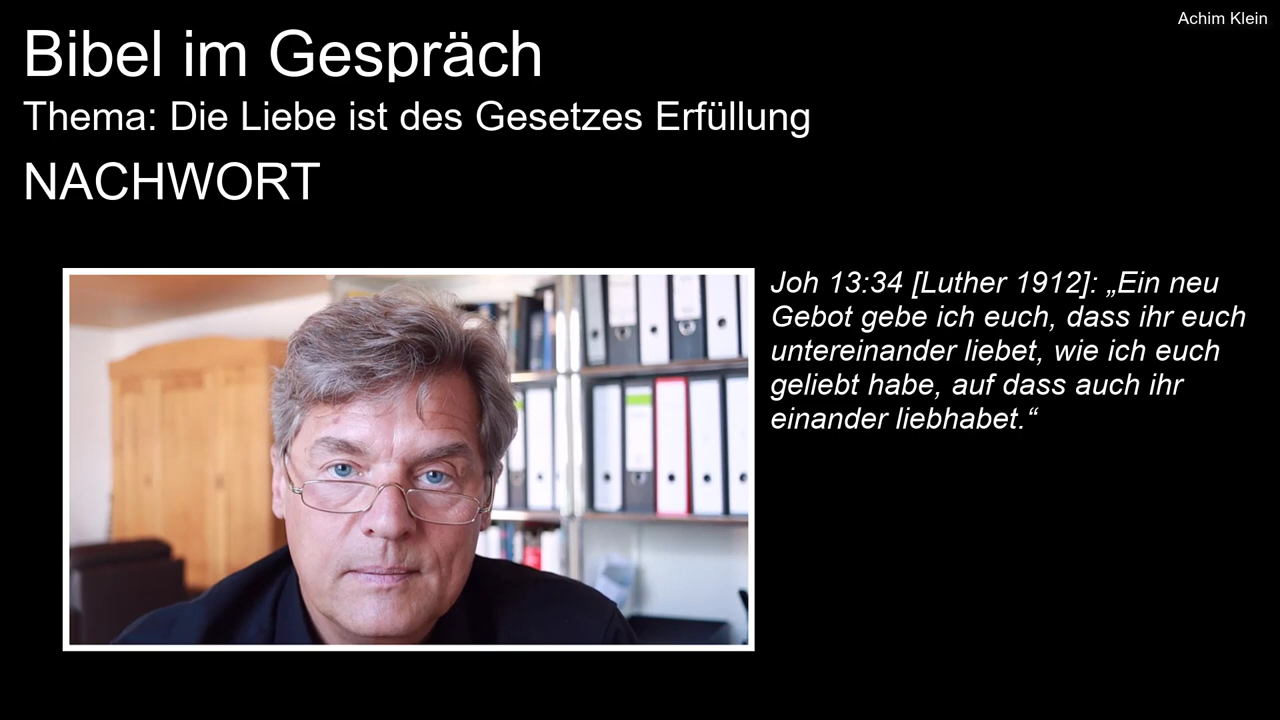 Achim Klein
Bibel im Gespräch
Thema: Die Liebe ist des Gesetzes Erfüllung
NACHWORT
Joh 13:34 [Luther 1912]: „Ein neu
Gebot gebe ich euch, dass ihr euch
untereinander liebet, wie ich euch
geliebt habe, auf dass auch ihr
einander liebhabet.“